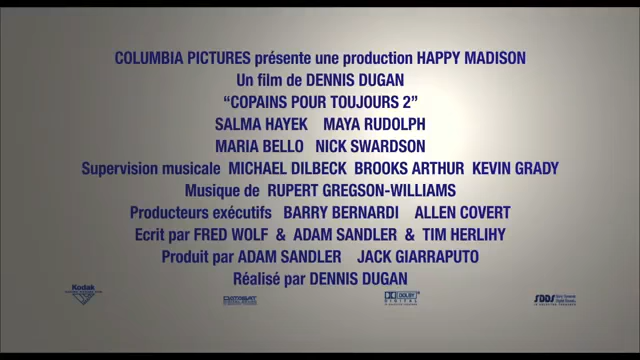 COLUMBIA PICTURES présente une production HAPPY MADISON
Un film de DENNIS DUGAN
“COPAINS POUR TOUJOURS 2”
SALMA HAYEK MAYA RUDOLPH
MARIA BELLO NICK SWARDSON
Supervision musicale MICHAEL DILBECK BROOKS ARTHUR KEVIN GRADY
Musique de RUPERT GREGSON-WILLIAMS
Producteurs exécutifs BARRY BERNARDI ALLEN COVERT
Ecrit par FRED WOLF & ADAM SANDLER & TIM HERLIHY
Produit par ADAM SANDLER JACK GIARRAPUTO
Réalisé par DENNIS DUGAN
Kodak
DATASAT
DOLBY
DIGITAL
SDDS